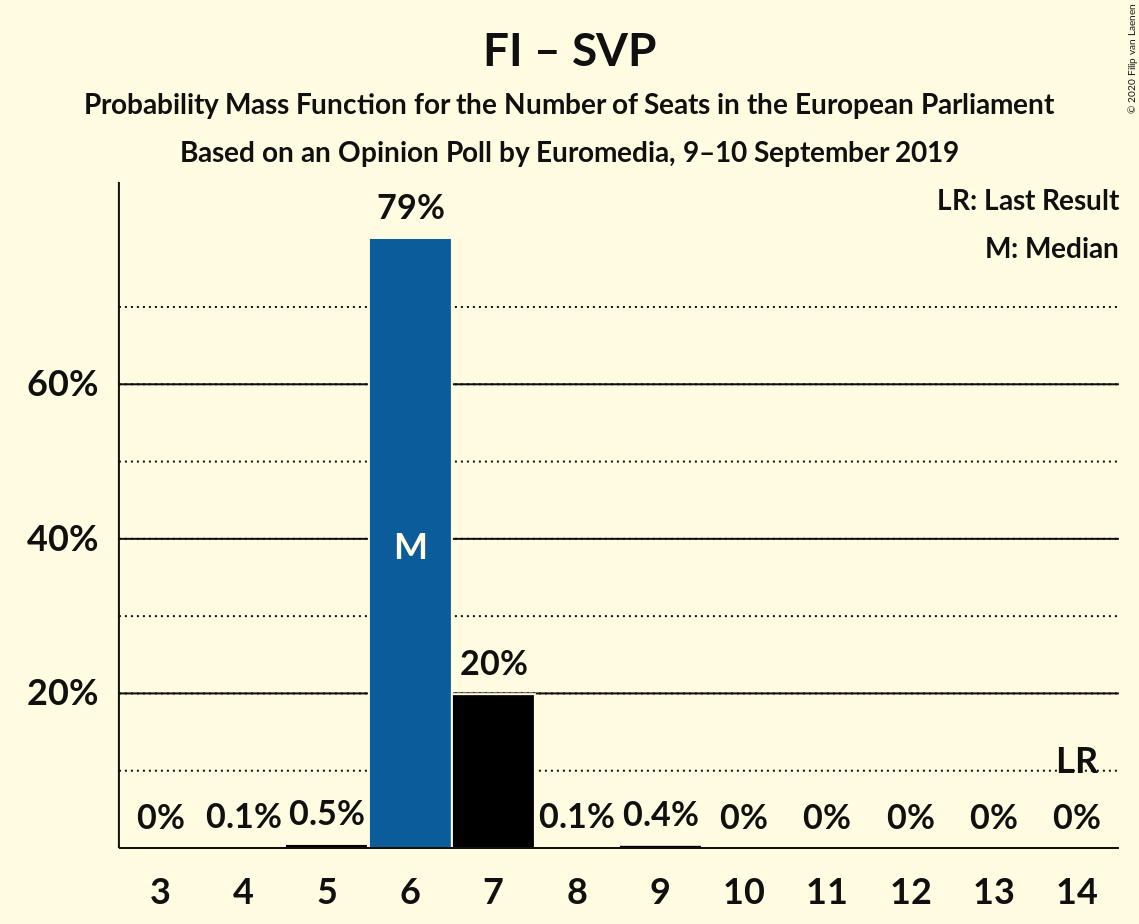 FI – SVP
Probability Mass Function for the Number of Seats in the European Parliament
Based on an Opinion Poll by Euromedia, 9–10 September 2019
© 2020 Filip van Laenen
LR: Last Result
M: Median
79%
60%
40%
M
20%
20%
LR
0% 0.1% 0.5% 0.1% 0.4% 0% 0% 0% 0% 0%
3 4 5 6 7 8 9 10 11 12 13 14